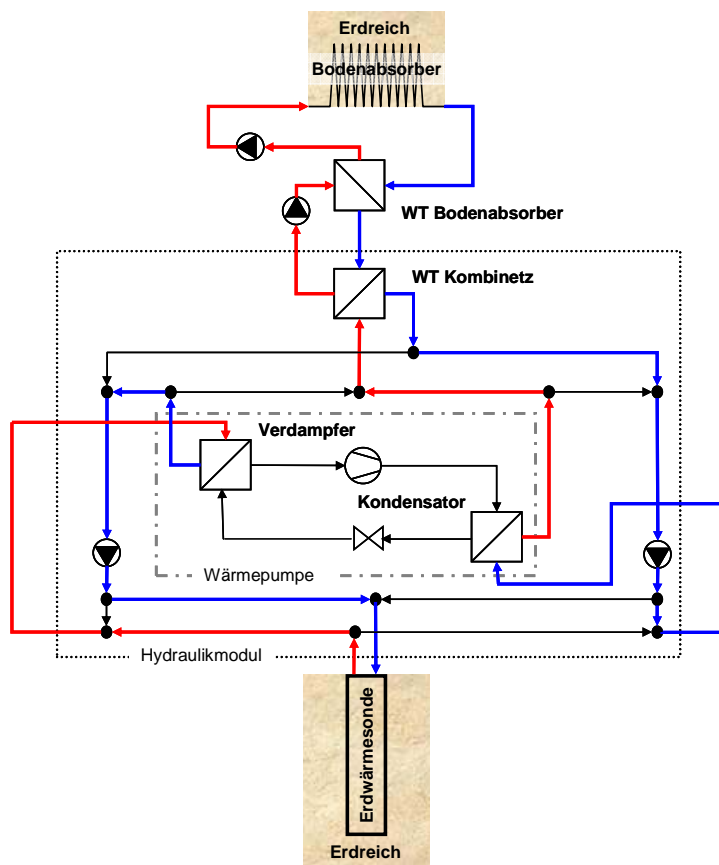 Erdreich
Bodenabsorber
WT Bodenabsorber
WT Kombinetz
Verdampfer
Kondensator
Wärmepumpe
Hydraulikmodul
Erdwärmesonde
Erdreich